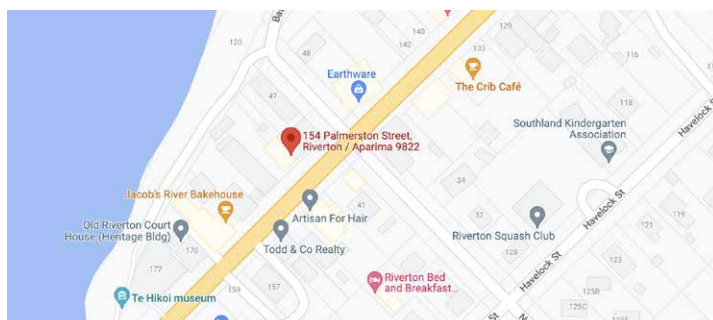 140
142
120
48
Earthware
133
The Crib Café
116
118
47
154 Palmerston Street,
Riverton / Aparima 9822
Southland Kindergarten
Association
Havelock St
34
Jacob's River Bakehouse
41
Artisan For Hair
32
Old Riverton Court
House (Heritage Bldg)
170
Todd & Co Realty
Riverton Squash Club
128
Havelock St
121
119
177
159
157
Riverton Bed
and Breakfast...
Te Hikoi museum
125B
125C
125E